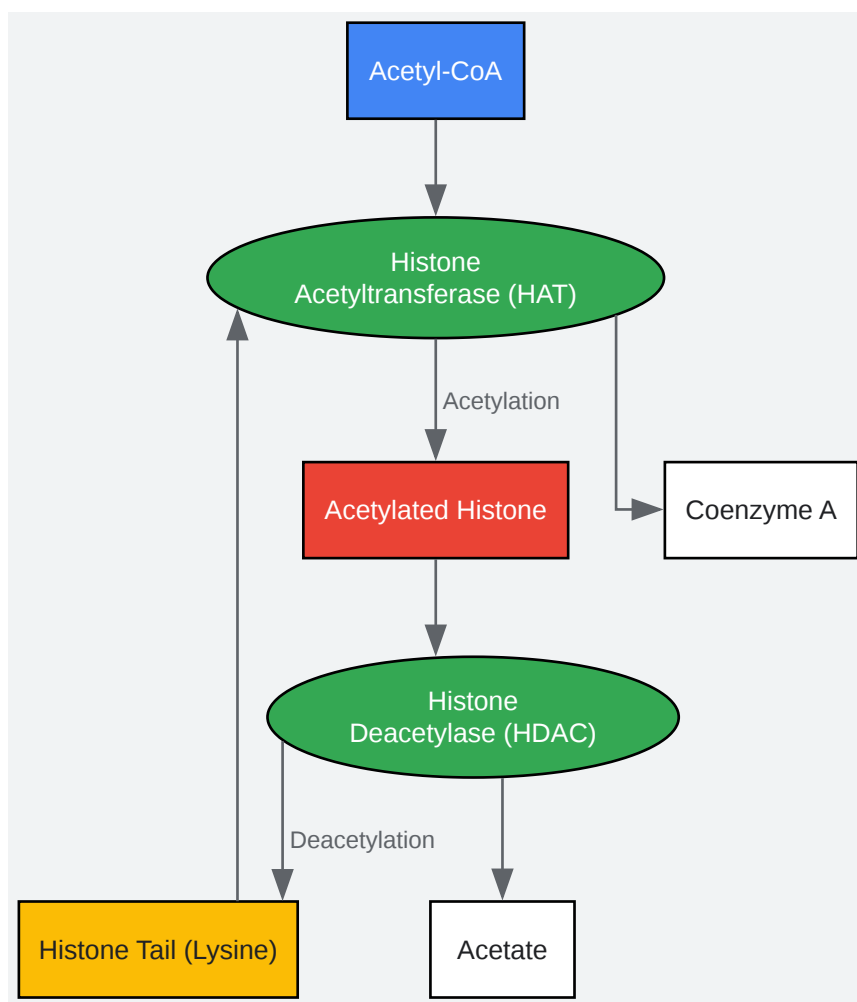 Acetyl-CoA
Histone
Acetyltransferase (HAT)
Acetylation
Acetylated Histone
Coenzyme A
Histone
Deacetylase (HDAC)
Deacetylation
Histone Tail (Lysine)
Acetate